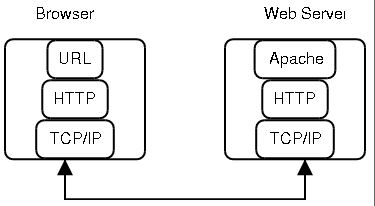 Browser Web Server
URL Apache
HTTP HTTP
TCP/IP TCP/IP